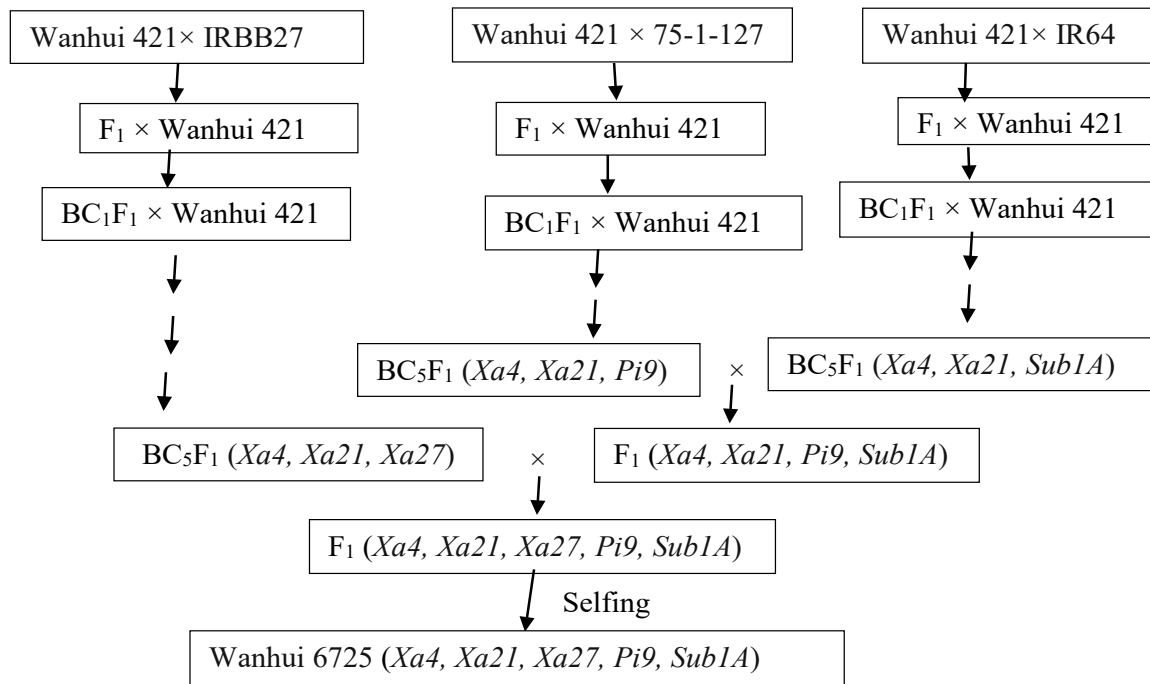 Wanhui 421× IRBB27
Wanhui 421 × 75-1-127
Wanhui 421× IR64
F₁ × Wanhui 421
F₁ × Wanhui 421
F₁ × Wanhui 421
BC₁F₁ × Wanhui 421
BC₁F₁ × Wanhui 421
BC₁F₁ × Wanhui 421
BC₅F₁ (Xa4, Xa21, Pi9) × BC₅F₁ (Xa4, Xa21, Sub1A)
BC₅F₁ (Xa4, Xa21, Xa27) × F₁ (Xa4, Xa21, Pi9, Sub1A)
F₁ (Xa4, Xa21, Xa27, Pi9, Sub1A)
Selfing
Wanhui 6725 (Xa4, Xa21, Xa27, Pi9, Sub1A)